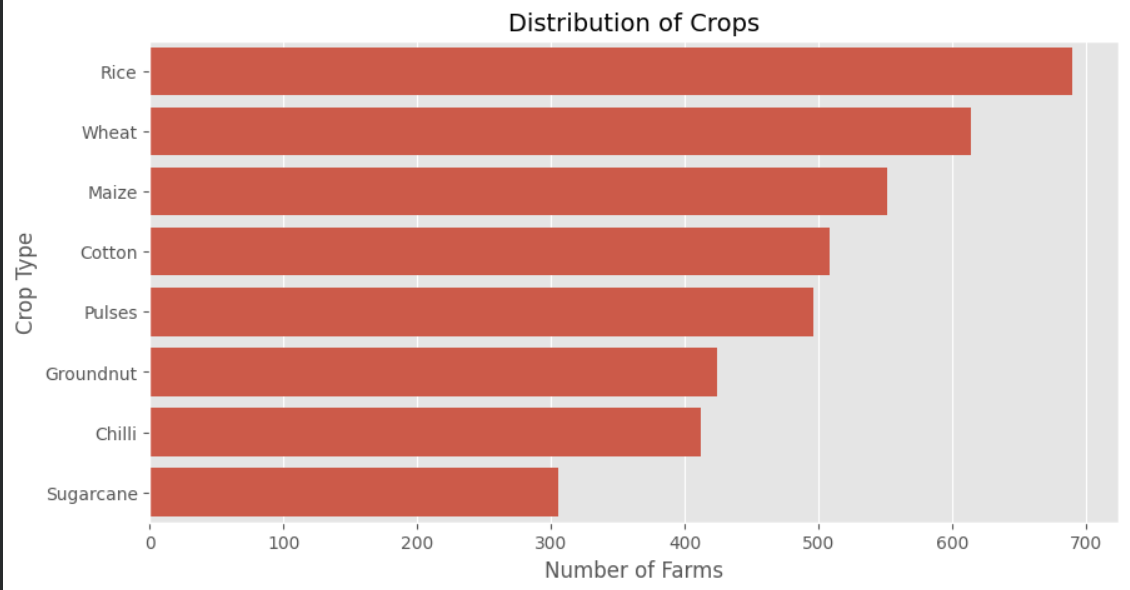 Distribution of Crops
Crop Type
Rice
Wheat
Maize
Cotton
Pulses
Groundnut
Chilli
Sugarcane
0 100 200 300 400 500 600 700
Number of Farms